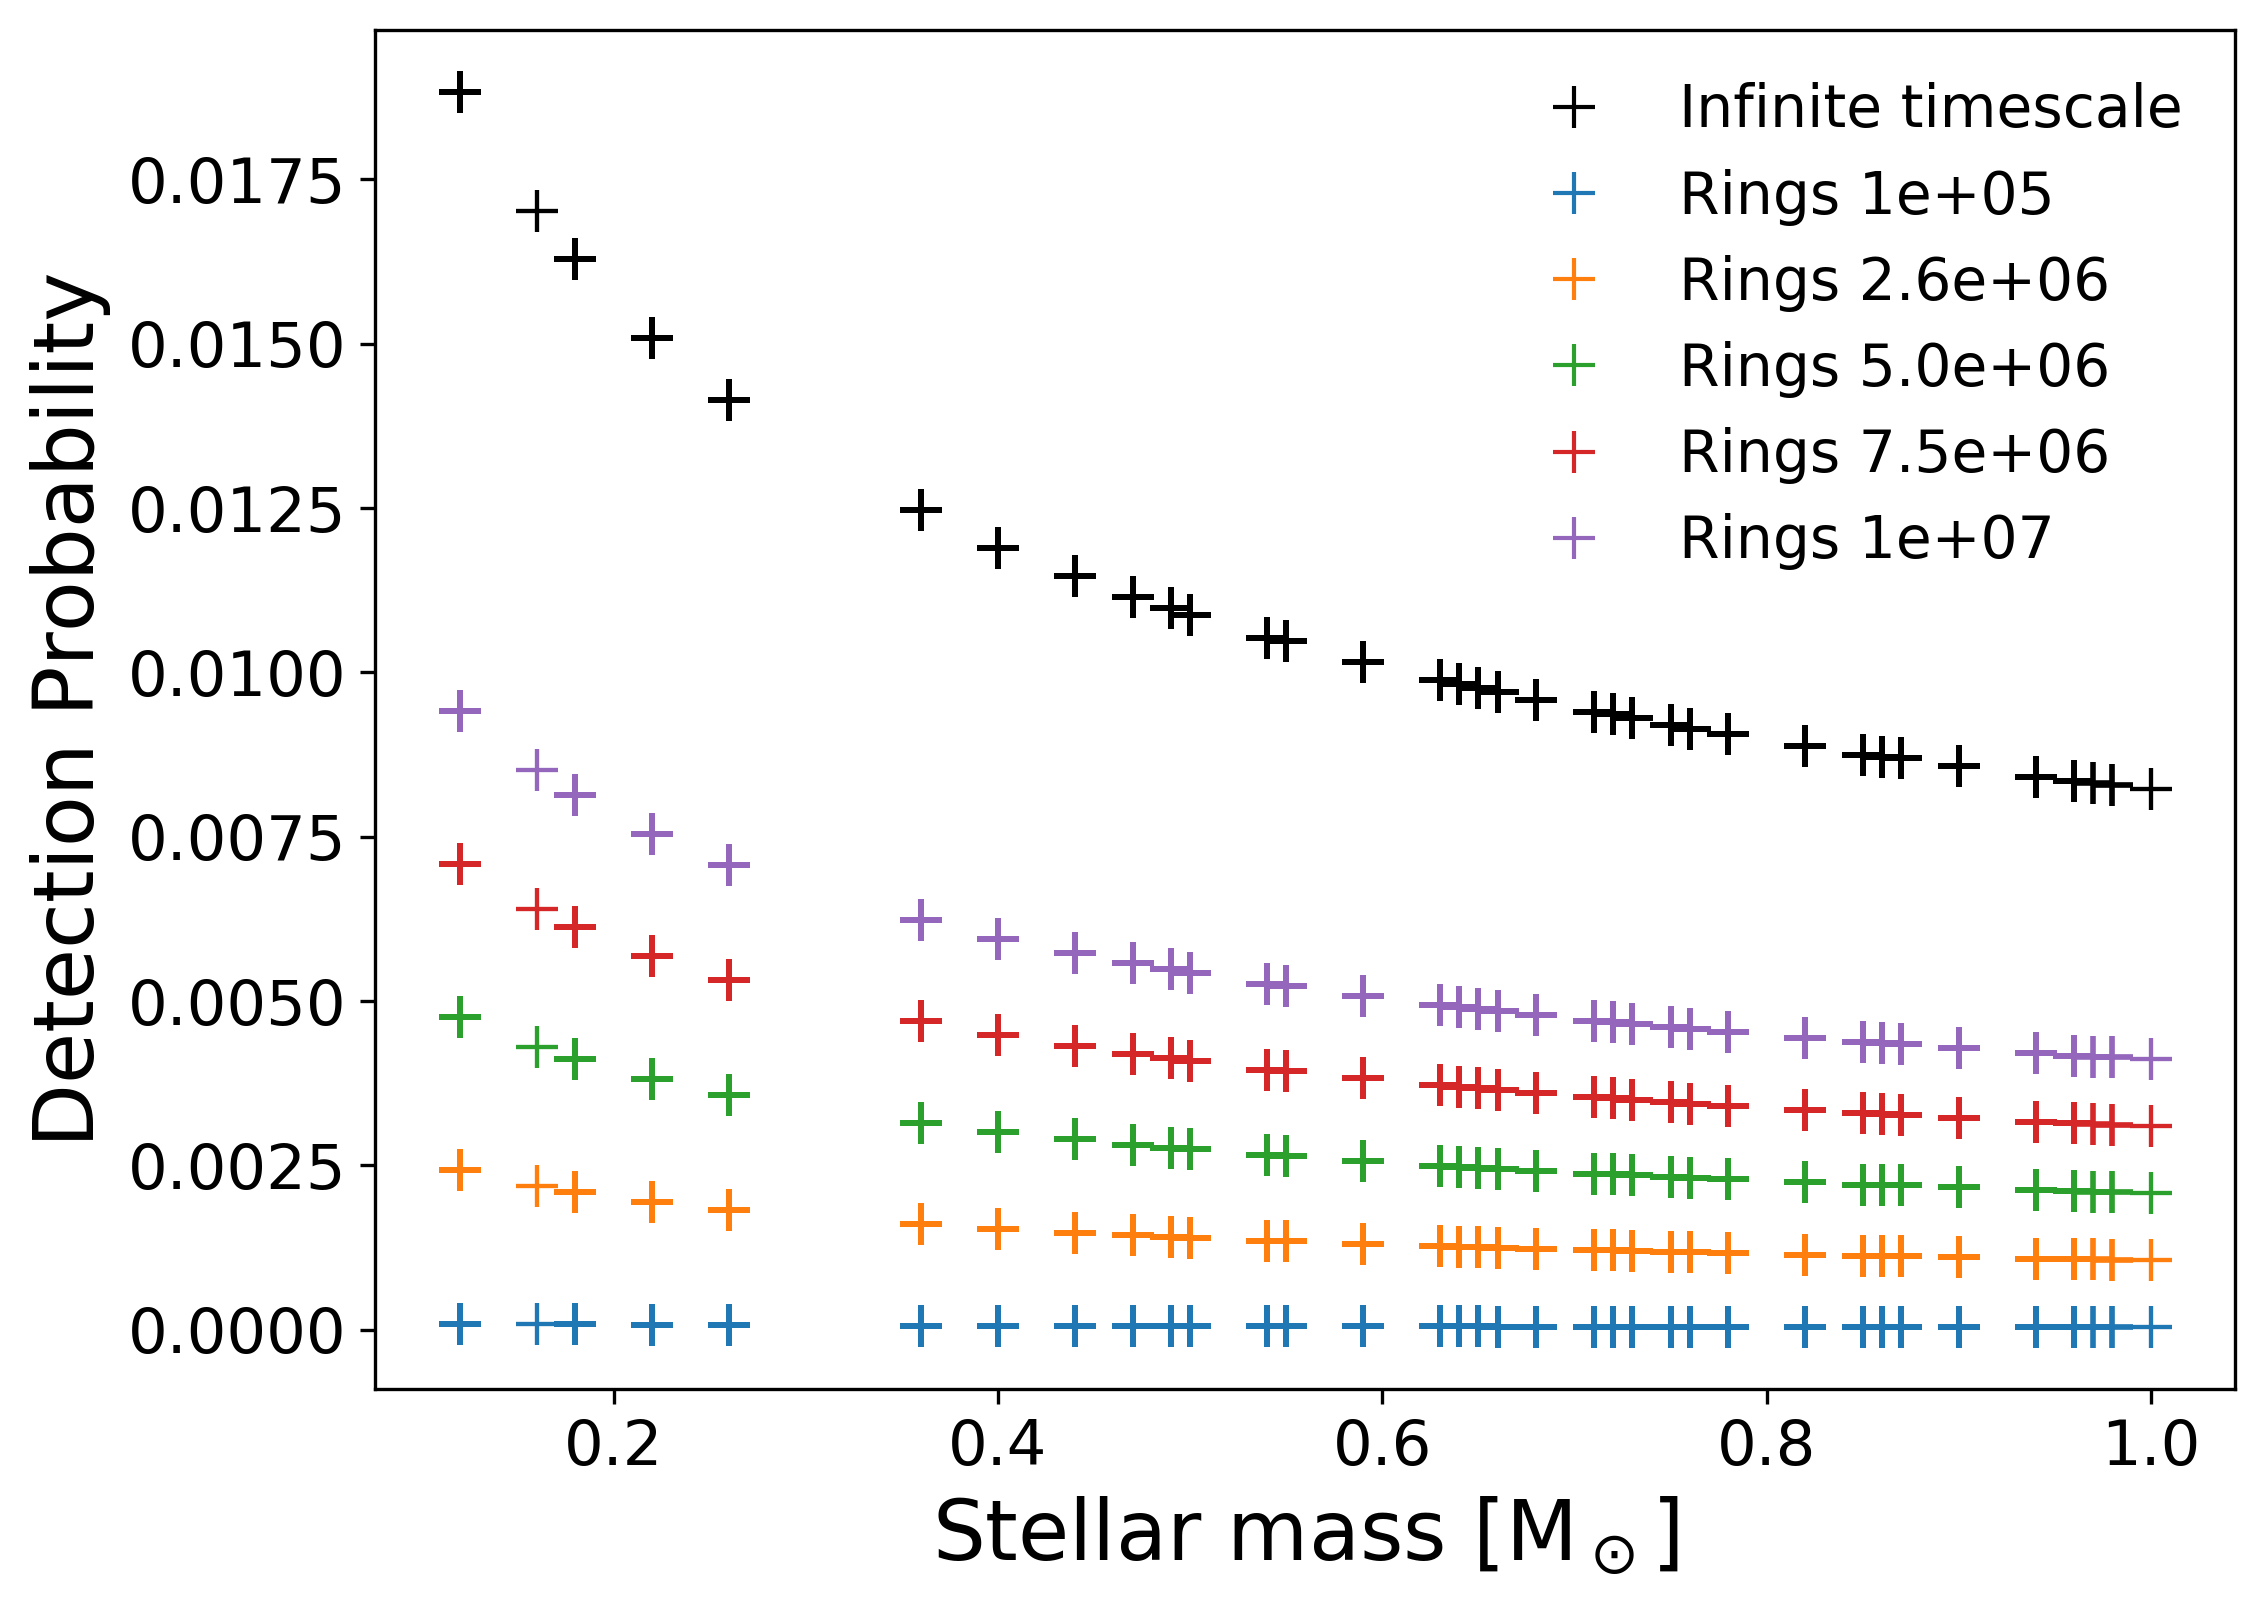 Detection Probability
0.0175
0.0150
0.0125
0.0100
0.0075
0.0050
0.0025
0.0000
Infinite timescale
Rings 1e+05
Rings 2.6e+06
Rings 5.0e+06
Rings 7.5e+06
Rings 1e+07
0.2 0.4 0.6 0.8 1.0
Stellar mass [M⊙]